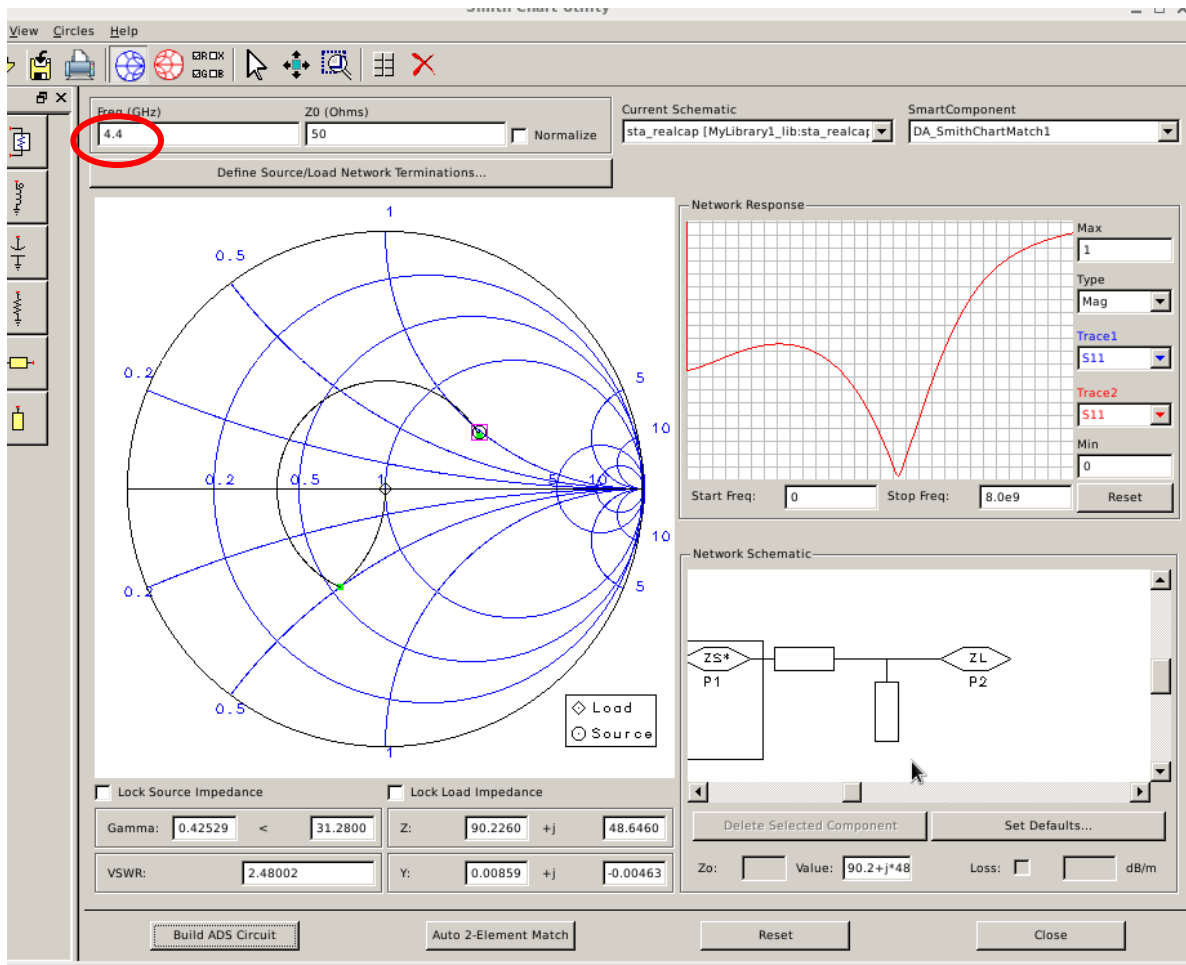 Smith Chart Utility
View Circles Help
Freq (GHz)
Z0 (Ohms)
4.4
50
Normalize
Define Source/Load Network Terminations...
Current Schematic
SmartComponent
sta_realcap [MyLibrary1_lib:sta_realcap
DA_SmithChartMatch1
1
0.5
0.2
5
10
0.2 0.5 1 5 10
10
5
0.2
0.5
1
Load
Source
Network Response
Max
1
Type
Mag
Trace1
S11
Trace2
S11
Min
0
Start Freq: 0 Stop Freq: 8.0e9 Reset
Network Schematic
ZS* ZL
P1 P2
Lock Source Impedance Lock Load Impedance
Gamma: 0.42529 < 31.2800 Z: 90.2260 +j 48.6460
VSWR: 2.48002 Y: 0.00859 +j -0.00463
Delete Selected Component Set Defaults...
Zo: Value: 90.2+j*48 Loss: dB/m
Build ADS Circuit Auto 2-Element Match Reset Close